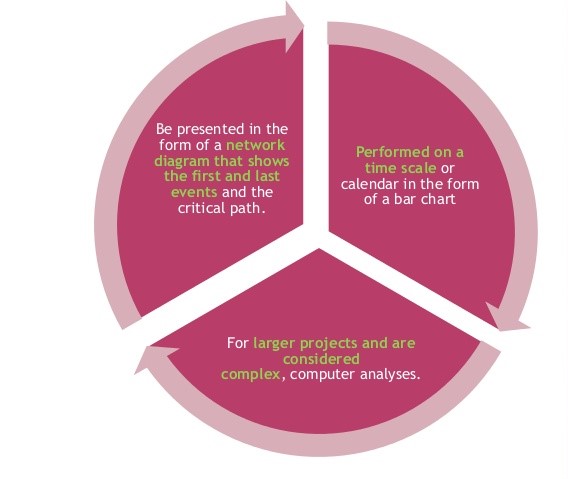 Be presented in the
form of a network
diagram that shows
the first and last
events and the
critical path.
Performed on a
time scale or
calendar in the form
of a bar chart
For larger projects and are
considered
complex, computer analyses.